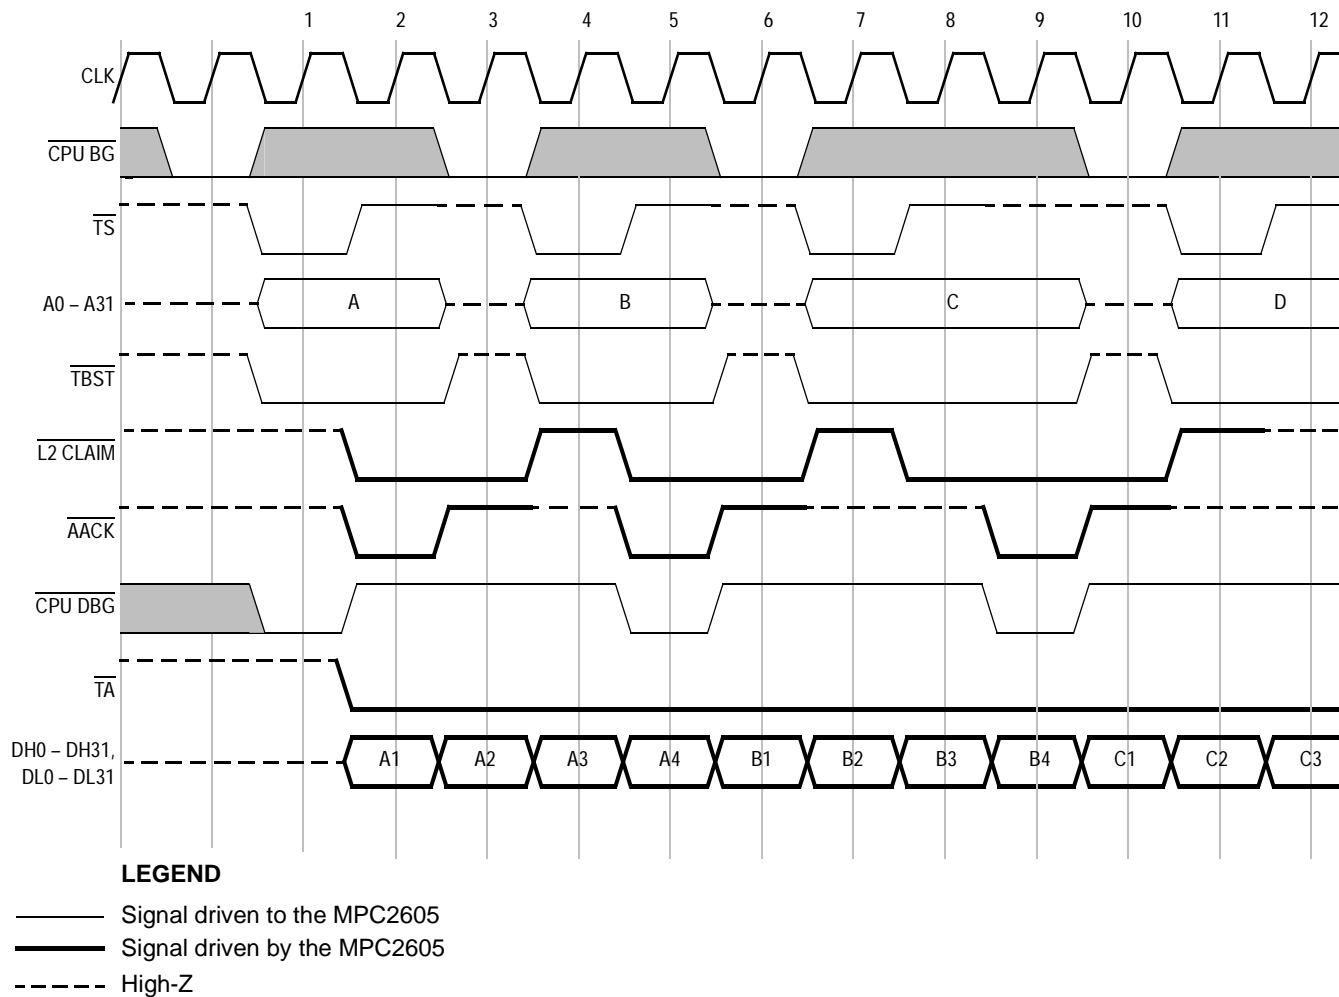 1 2 3 4 5 6 7 8 9 10 11 12
CLK
CPU BG
TS
A0 – A31
A B C D
TBST
L2 CLAIM
AACK
CPU DBG
TA
DH0 – DH31,
DL0 – DL31
A1 A2 A3 A4 B1 B2 B3 B4 C1 C2 C3
LEGEND
Signal driven to the MPC2605
Signal driven by the MPC2605
High-Z